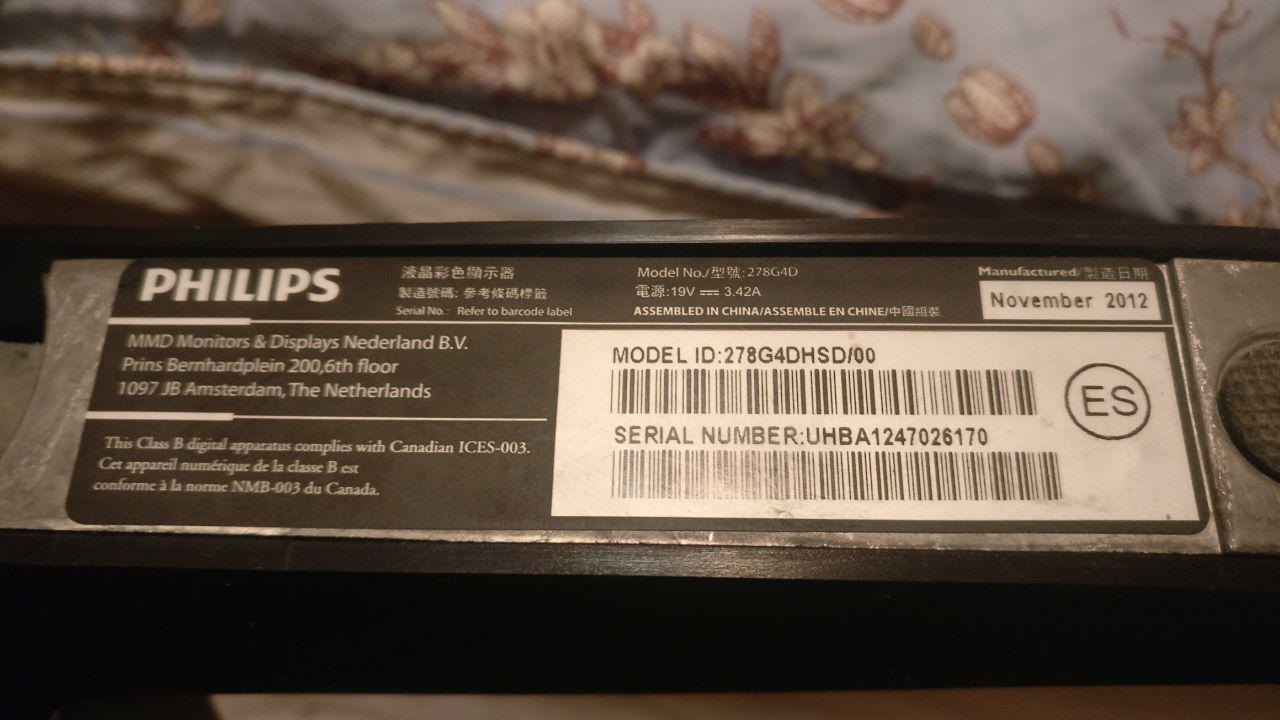 PHILIPS
液晶彩色顯示器
製造號碼: 參考條碼標籤
Serial No.: Refer to barcode label
Model No./型號:278G4D
電源:19V ⎓ 3.42A
ASSEMBLED IN CHINA/ASSEMBLE EN CHINE/中國組裝
Manufactured/製造日期
November 2012
MMD Monitors & Displays Nederland B.V.
Prins Bernhardplein 200,6th floor
1097 JB Amsterdam, The Netherlands
This Class B digital apparatus complies with Canadian ICES-003.
Cet appareil numérique de la classe B est
conforme à la norme NMB-003 du Canada.
MODEL ID:278G4DHSD/00
SERIAL NUMBER:UHBA1247026170
ES